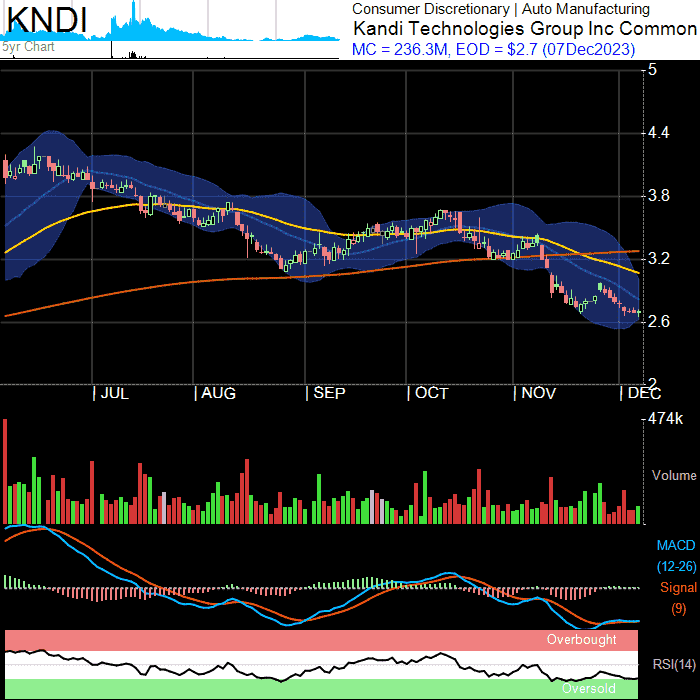 KNDI
5yr Chart
Consumer Discretionary | Auto Manufacturing
Kandi Technologies Group Inc Common
MC = 236.3M, EOD = $2.7 (07Dec2023)
5
4.4
3.8
3.2
2.6
2
| JUL | AUG | SEP | OCT | NOV | DEC
474k
Volume
MACD
(12-26)
Signal
(9)
Overbought
RSI(14)
Oversold